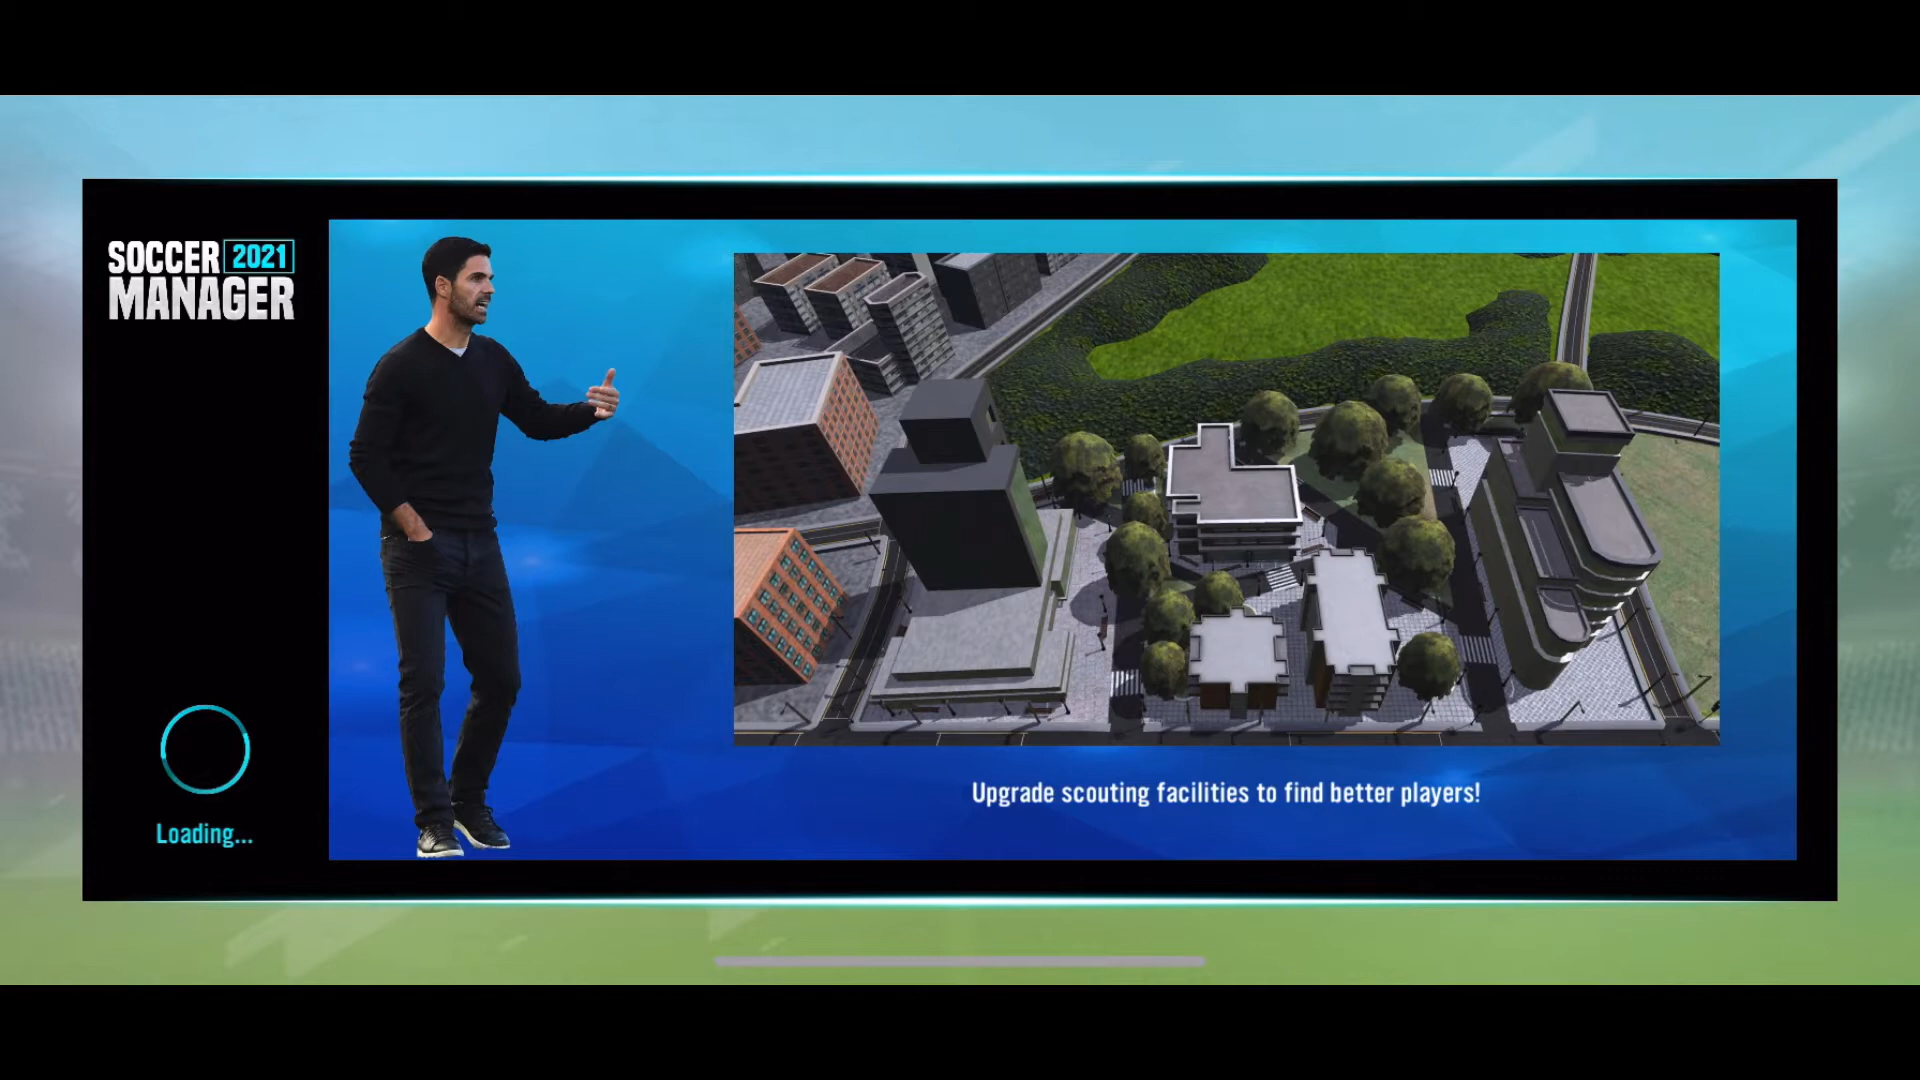 SOCCER 2021
MANAGER
Loading...
Upgrade scouting facilities to find better players!